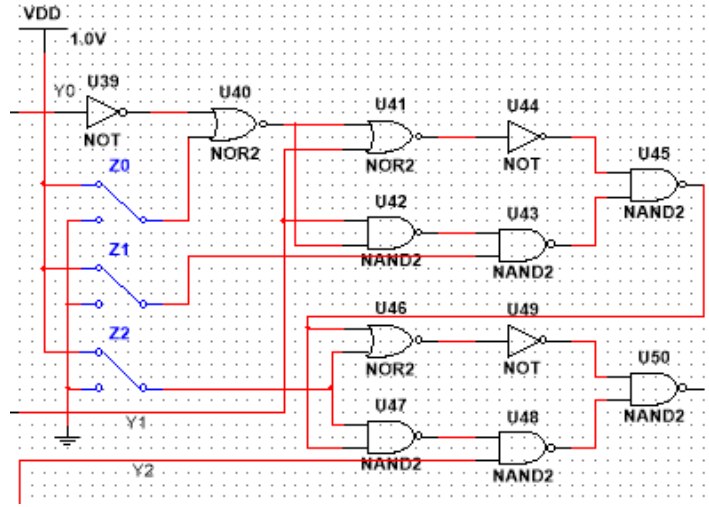 VDD
1.0V
Y0
U39
NOT
U40
NOR2
U41
NOR2
U44
NOT
U45
NAND2
Z0
U42
NAND2
U43
NAND2
Z1
Z2
U46
NOR2
U49
NOT
U50
NAND2
U47
NAND2
U48
NAND2
Y1
Y2